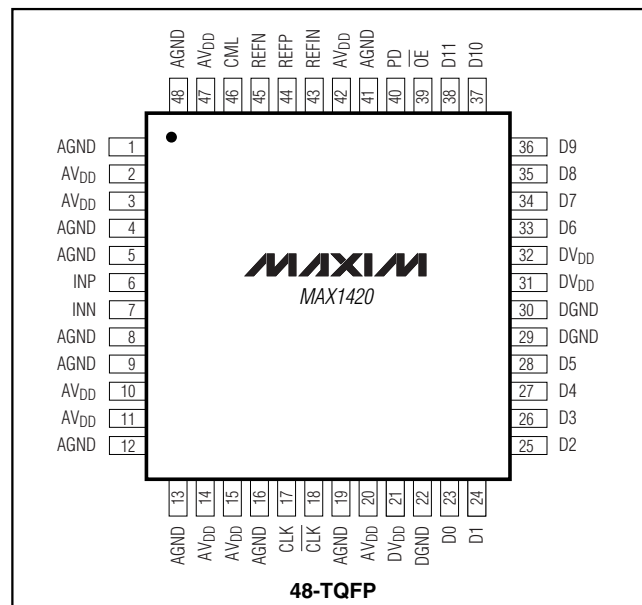 AGND AVDD CML REFN REFP REFIN AVDD AGND PD O̅E̅ D11 D10
48 47 46 45 44 43 42 41 40 39 38 37
AGND 1
AVDD 2
AVDD 3
AGND 4
AGND 5
INP 6
INN 7
AGND 8
AGND 9
AVDD 10
AVDD 11
AGND 12
MAXIM
MAX1420
36 D9
35 D8
34 D7
33 D6
32 DVDD
31 DVDD
30 DGND
29 DGND
28 D5
27 D4
26 D3
25 D2
13 14 15 16 17 18 19 20 21 22 23 24
AGND AVDD AVDD AGND CLK C̅L̅K̅ AGND AVDD DVDD DGND D0 D1
48-TQFP